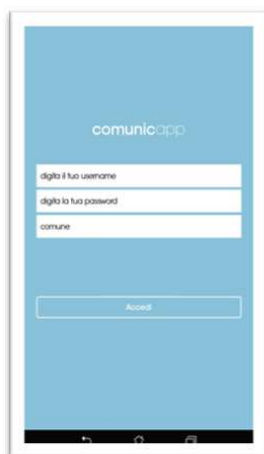 comunicapp
digita il tuo username
digita la tua password
comune
Accedi